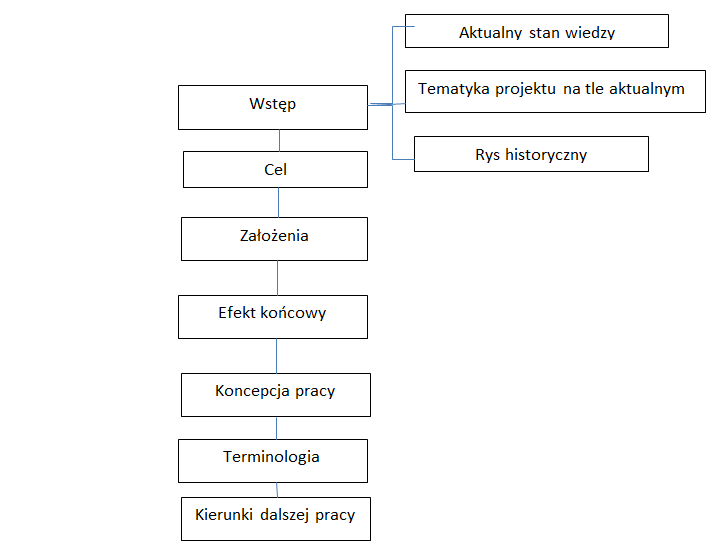 Aktualny stan wiedzy
Tematyka projektu na tle aktualnym
Wstęp
Rys historyczny
Cel
Założenia
Efekt końcowy
Koncepcja pracy
Terminologia
Kierunki dalszej pracy